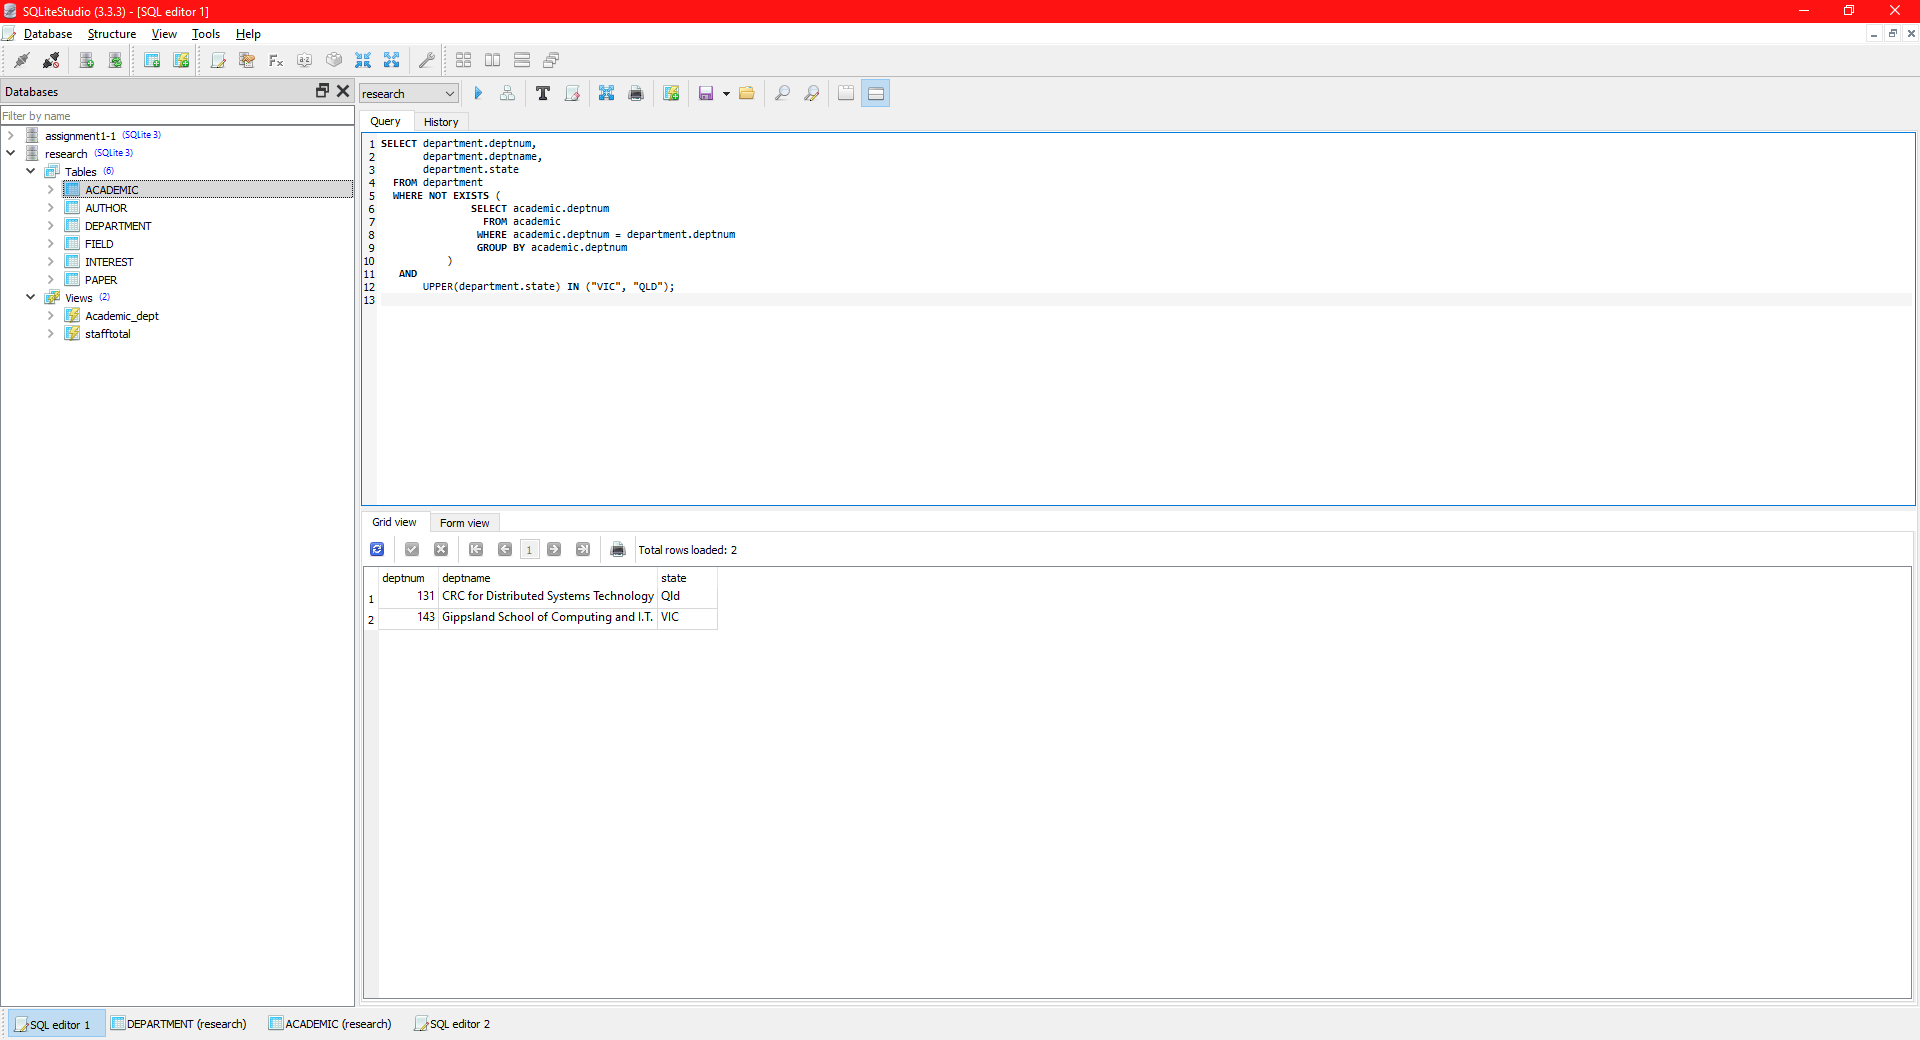 SQLiteStudio (3.3.3) - [SQL editor 1]
Database Structure View Tools Help
Databases
Filter by name
assignment1-1 (SQLite 3)
research (SQLite 3)
Tables (6)
ACADEMIC
AUTHOR
DEPARTMENT
FIELD
INTEREST
PAPER
Views (2)
Academic_dept
stafftotal
research
Query History
1 SELECT department.deptnum,
2 department.deptname,
3 department.state
4 FROM department
5 WHERE NOT EXISTS (
6 SELECT academic.deptnum
7 FROM academic
8 WHERE academic.deptnum = department.deptnum
9 GROUP BY academic.deptnum
10 )
11 AND
12 UPPER(department.state) IN ("VIC", "QLD");
13
Grid view Form view
1 Total rows loaded: 2
deptnum deptname state
1 131 CRC for Distributed Systems Technology Qld
2 143 Gippsland School of Computing and I.T. VIC
SQL editor 1 DEPARTMENT (research) ACADEMIC (research) SQL editor 2